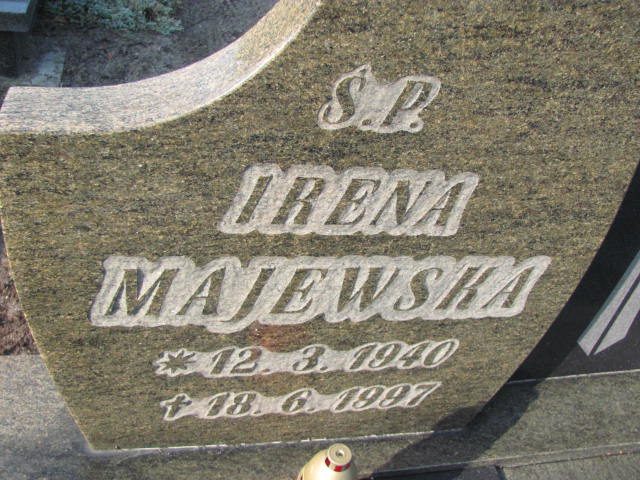 Ś.P.
IRENA
MAJEWSKA
* 12. 3. 1940
✝ 18. 6. 1997